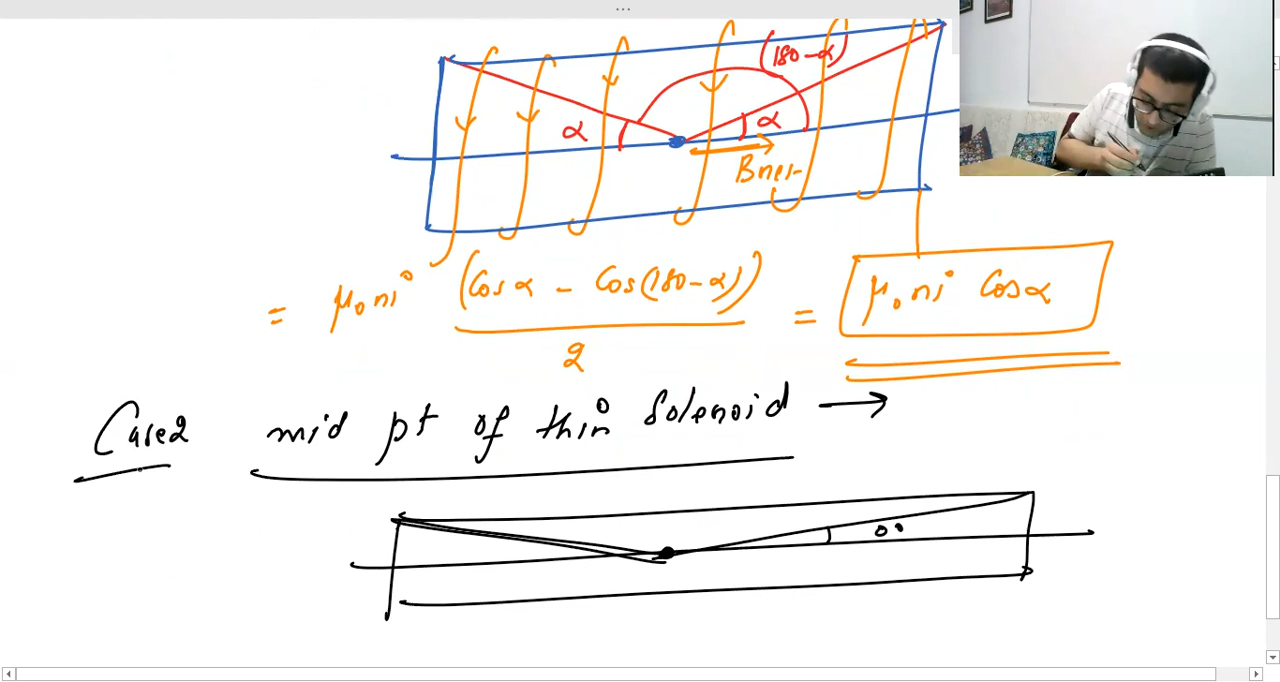 (180-α)
α
α
Bnet
= μ₀ni (Cosα - Cos(180-α)) / 2 = μ₀ni Cosα
Case2 mid pt of thin Solenoid →
0°